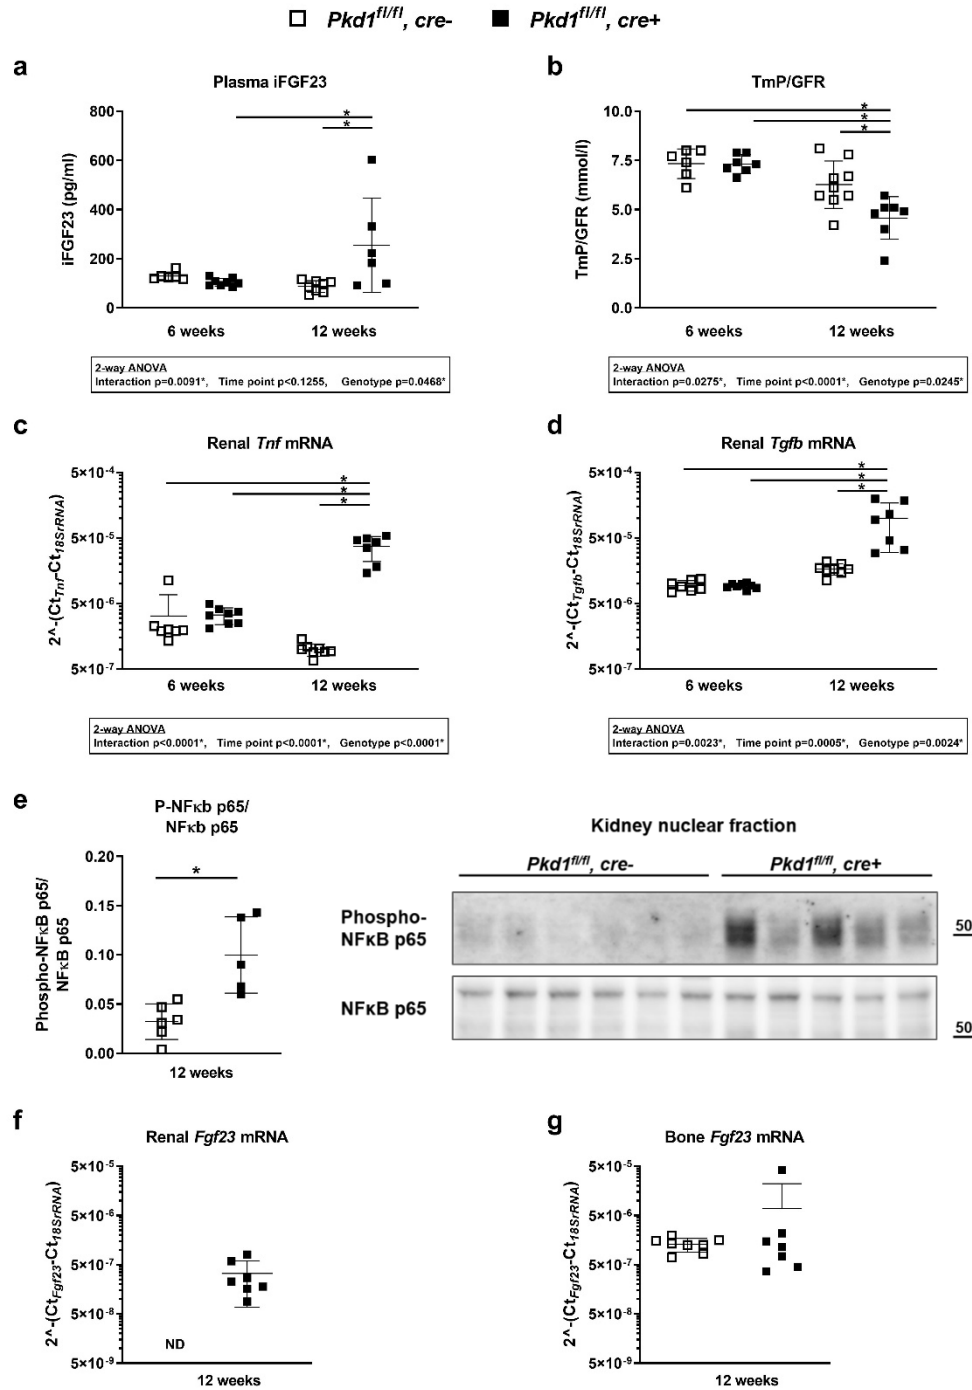 Pkd1fl/fl, cre- Pkd1fl/fl, cre+
a
Plasma iFGF23
iFGF23 (pg/ml)
800
600
400
200
0
*
*
6 weeks 12 weeks
2-way ANOVA
Interaction p=0.0091*, Time point p<0.1255, Genotype p=0.0468*
b
TmP/GFR
TmP/GFR (mmol/l)
10.0
7.5
5.0
2.5
0.0
*
*
*
6 weeks 12 weeks
2-way ANOVA
Interaction p=0.0275*, Time point p<0.0001*, Genotype p=0.0245*
c
Renal Tnf mRNA
2^-(CtTnf-Ct18SrRNA)
5×10-4
5×10-5
5×10-6
5×10-7
*
*
*
6 weeks 12 weeks
2-way ANOVA
Interaction p<0.0001*, Time point p<0.0001*, Genotype p<0.0001*
d
Renal Tgfb mRNA
2^-(CtTgfb-Ct18SrRNA)
5×10-4
5×10-5
5×10-6
5×10-7
*
*
*
6 weeks 12 weeks
2-way ANOVA
Interaction p=0.0023*, Time point p=0.0005*, Genotype p=0.0024*
e
P-NFκb p65/
NFκb p65
Phospho-NFκB p65/
NFκB p65
0.20
0.15
0.10
0.05
0.00
*
12 weeks
Kidney nuclear fraction
Pkd1fl/fl, cre- Pkd1fl/fl, cre+
Phospho-
NFκB p65
50
NFκB p65
50
f
Renal Fgf23 mRNA
2^-(CtFgf23-Ct18SrRNA)
5×10-5
5×10-6
5×10-7
5×10-8
5×10-9
ND
12 weeks
g
Bone Fgf23 mRNA
2^-(CtFgf23-Ct18SrRNA)
5×10-5
5×10-6
5×10-7
5×10-8
5×10-9
12 weeks